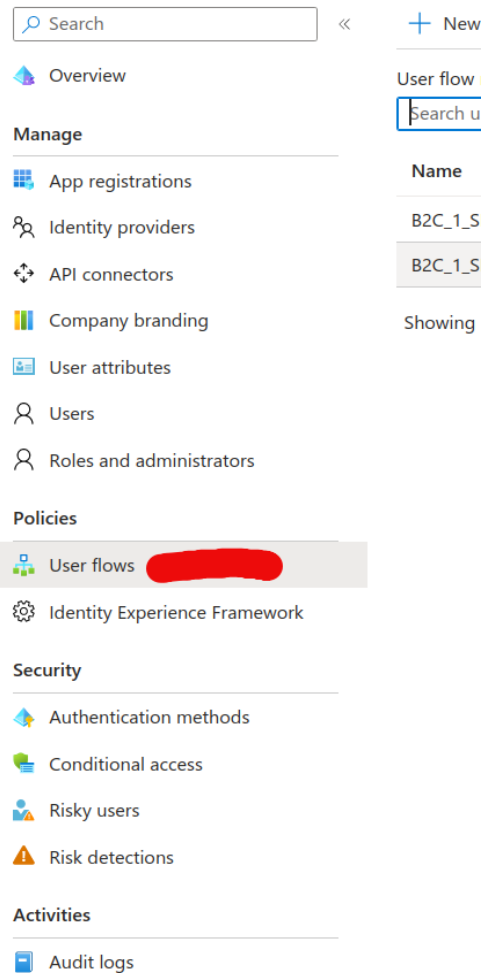 Search
Overview
Manage
App registrations
Identity providers
API connectors
Company branding
User attributes
Users
Roles and administrators
Policies
User flows
Identity Experience Framework
Security
Authentication methods
Conditional access
Risky users
Risk detections
Activities
Audit logs
New
User flow
Search u
Name
B2C_1_S
B2C_1_S
Showing